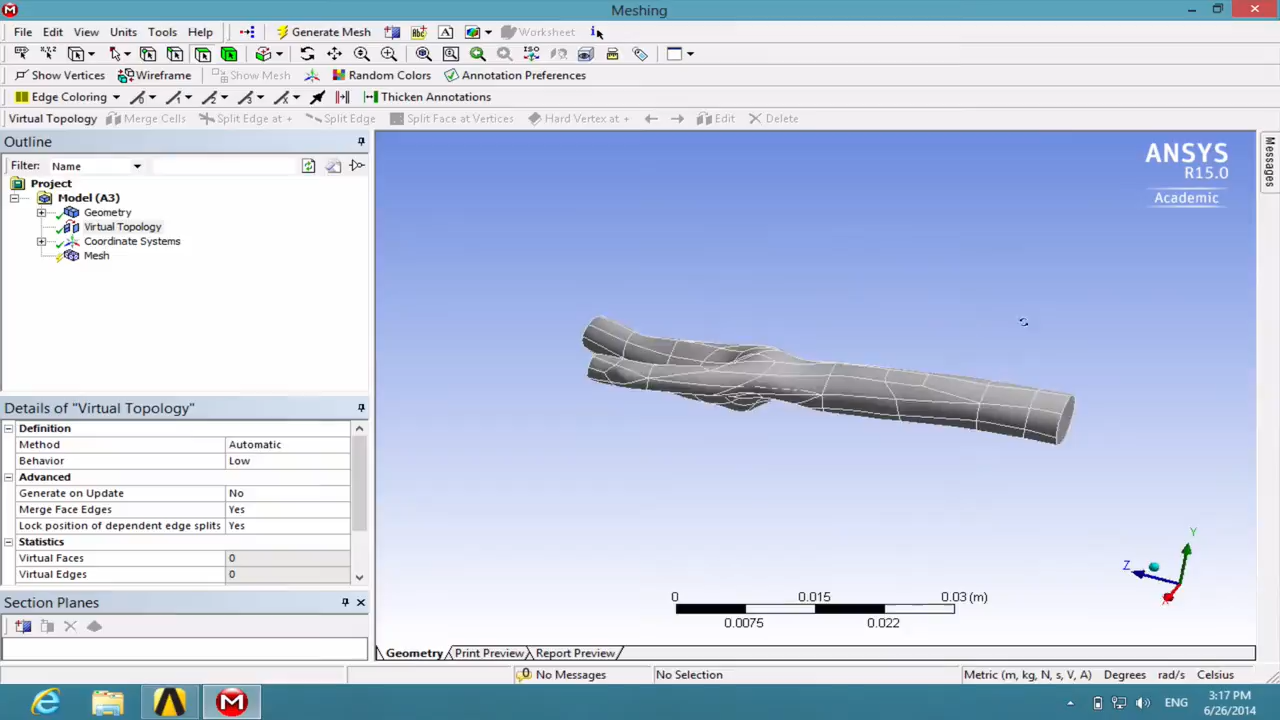 Meshing
File Edit View Units Tools Help Generate Mesh Worksheet
Show Vertices Wireframe Show Mesh Random Colors Annotation Preferences
Edge Coloring Thicken Annotations
Virtual Topology Merge Cells Split Edge at + Split Edge Split Face at Vertices Hard Vertex at + Edit Delete
Outline
Filter: Name
Project
Model (A3)
Geometry
Virtual Topology
Coordinate Systems
Mesh
Details of "Virtual Topology"
Definition
Method Automatic
Behavior Low
Advanced
Generate on Update No
Merge Face Edges Yes
Lock position of dependent edge splits Yes
Statistics
Virtual Faces 0
Virtual Edges 0
Section Planes
ANSYS
R15.0
Academic
Messages
Y
Z
X
0 0.015 0.03 (m)
0.0075 0.022
Geometry Print Preview Report Preview
0 No Messages No Selection Metric (m, kg, N, s, V, A) Degrees rad/s Celsius
ENG 3:17 PM
6/26/2014